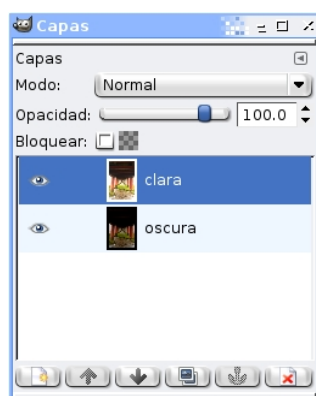 Capas
Capas
Modo: Normal
Opacidad: 100.0
Bloquear:
clara
oscura